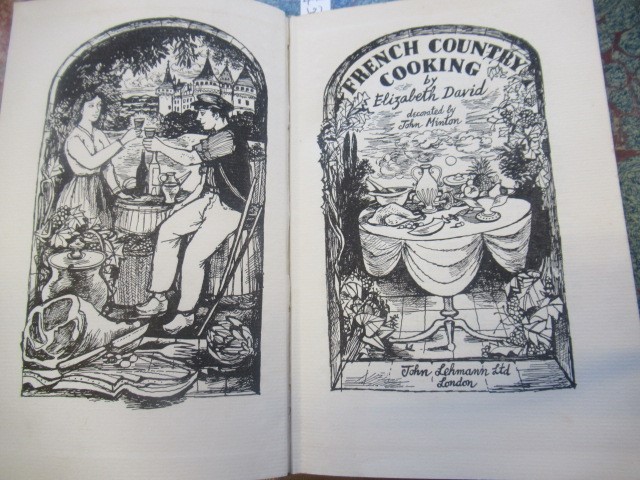 FRENCH COUNTRY
COOKING
by
Elizabeth David
decorated by
John Minton
John Lehmann Ltd
London